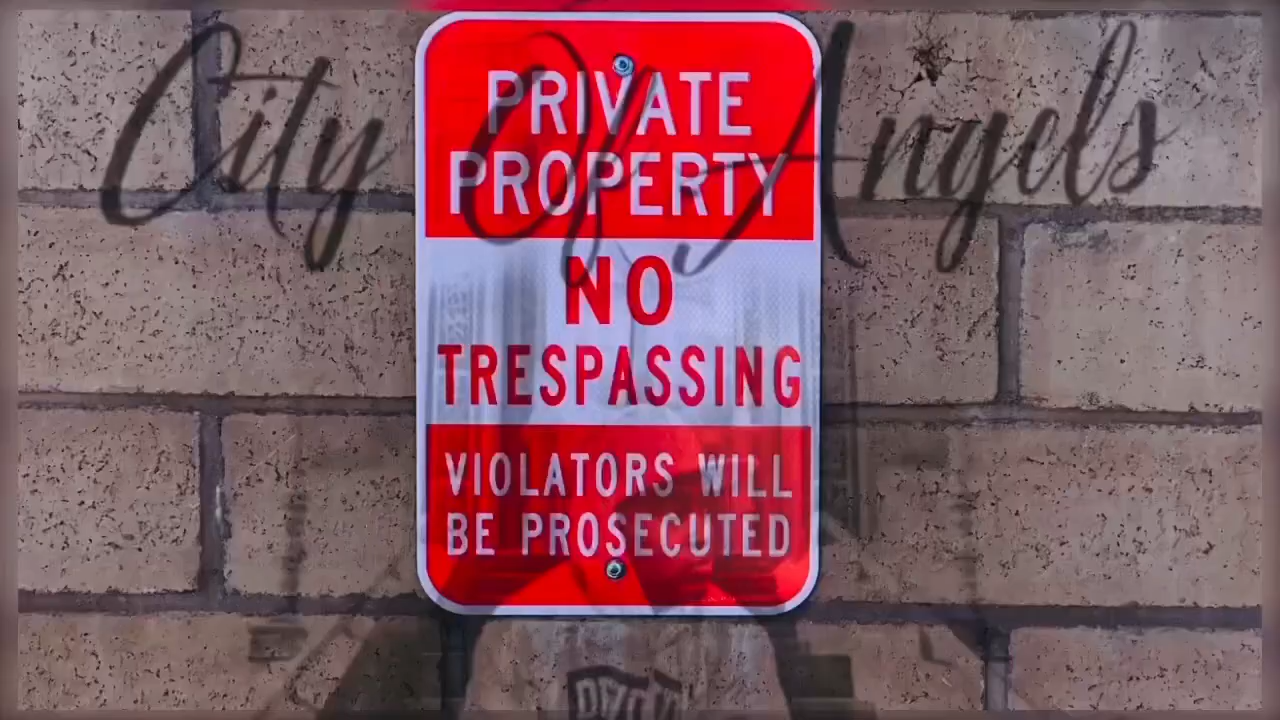 City Of Angels
PRIVATE
PROPERTY
NO
TRESPASSING
VIOLATORS WILL
BE PROSECUTED